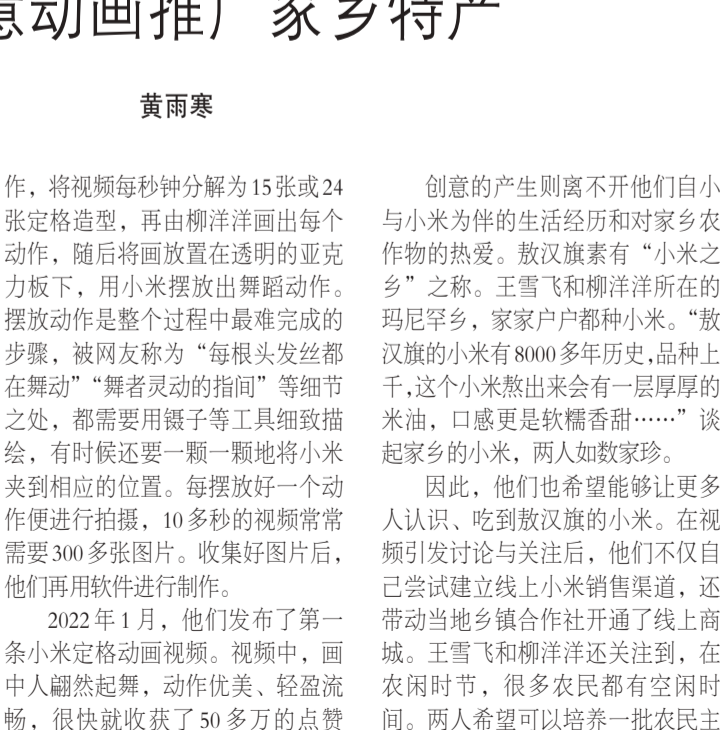 意动画推广家乡特产
黄雨寒
作，将视频每秒钟分解为15张或24
张定格造型，再由柳洋洋画出每个
动作，随后将画放置在透明的亚克
力板下，用小米摆放出舞蹈动作。
摆放动作是整个过程中最难完成的
步骤，被网友称为“每根头发丝都
在舞动”“舞者灵动的指间”等细节
之处，都需要用镊子等工具细致描
绘，有时候还要一颗一颗地将小米
夹到相应的位置。每摆放好一个动
作便进行拍摄，10多秒的视频常常
需要300多张图片。收集好图片后，
他们再用软件进行制作。
2022年1月，他们发布了第一
条小米定格动画视频。视频中，画
中人翩然起舞，动作优美、轻盈流
畅，很快就收获了50多万的点赞
创意的产生则离不开他们自小
与小米为伴的生活经历和对家乡农
作物的热爱。敖汉旗素有“小米之
乡”之称。王雪飞和柳洋洋所在的
玛尼罕乡，家家户户都种小米。“敖
汉旗的小米有8000多年历史，品种上
千，这个小米熬出来会有一层厚厚的
米油，口感更是软糯香甜……”谈
起家乡的小米，两人如数家珍。
因此，他们也希望能够让更多
人认识、吃到敖汉旗的小米。在视
频引发讨论与关注后，他们不仅自
己尝试建立线上小米销售渠道，还
带动当地乡镇合作社开通了线上商
城。王雪飞和柳洋洋还关注到，在
农闲时节，很多农民都有空闲时
间。两人希望可以培养一批农民主